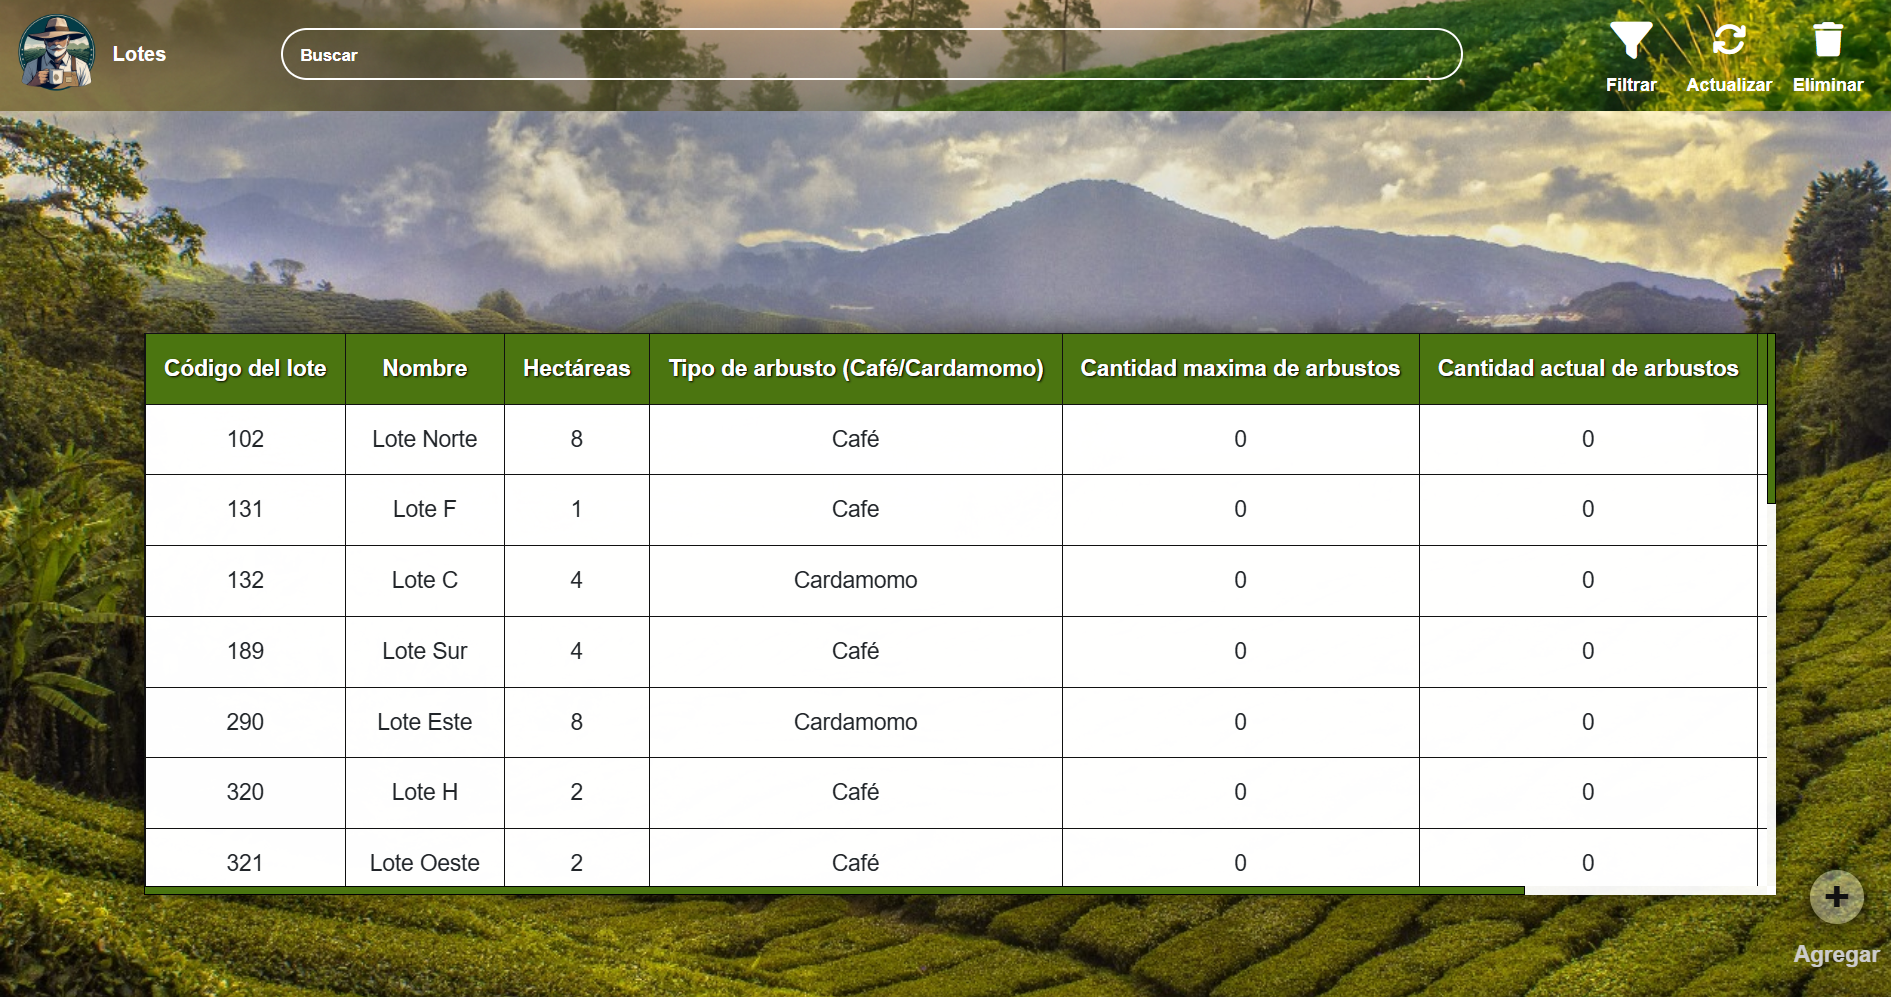 Lotes
Buscar
Filtrar Actualizar Eliminar
Código del lote Nombre Hectáreas Tipo de arbusto (Café/Cardamomo) Cantidad maxima de arbustos Cantidad actual de arbustos
102 Lote Norte 8 Café 0 0
131 Lote F 1 Cafe 0 0
132 Lote C 4 Cardamomo 0 0
189 Lote Sur 4 Café 0 0
290 Lote Este 8 Cardamomo 0 0
320 Lote H 2 Café 0 0
321 Lote Oeste 2 Café 0 0
Agregar